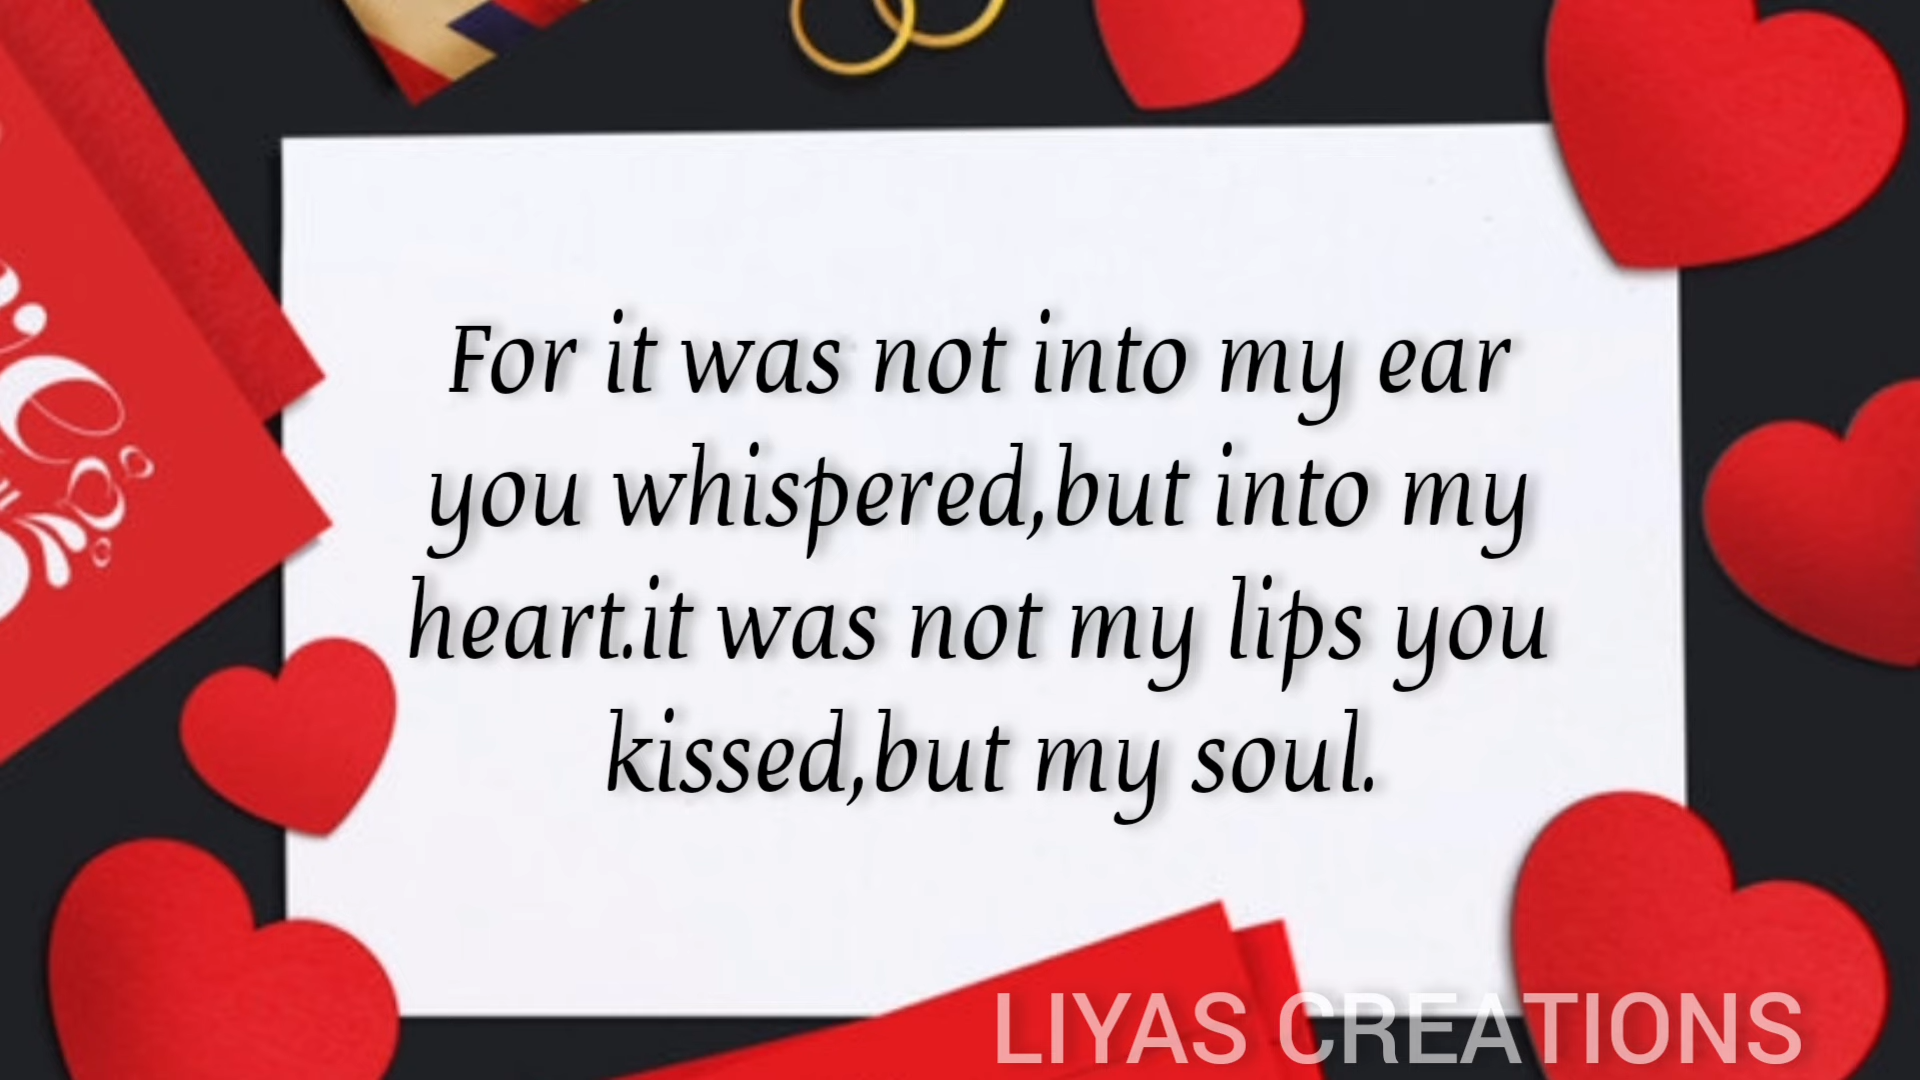 For it was not into my ear
you whispered,but into my
heart.it was not my lips you
kissed,but my soul.
LIYAS CREATIONS